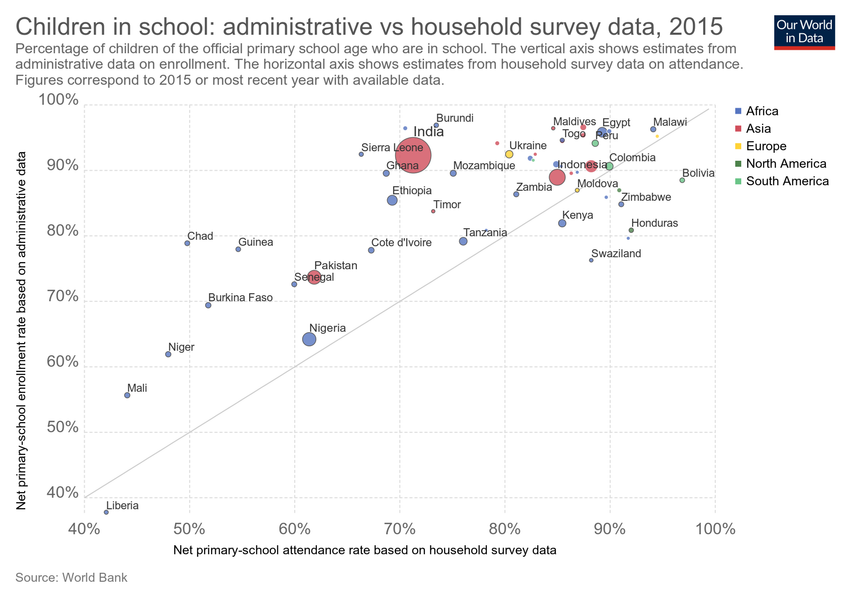 Children in school: administrative vs household survey data, 2015
Our World
in Data
Percentage of children of the official primary school age who are in school. The vertical axis shows estimates from
administrative data on enrollment. The horizontal axis shows estimates from household survey data on attendance.
Figures correspond to 2015 or most recent year with available data.
Net primary-school enrollment rate based on administrative data
100%
90%
80%
70%
60%
50%
40%
Burundi
India
Sierra Leone
Ghana
Mozambique
Ethiopia
Timor
Maldives
Togo
Egypt
Peru
Malawi
Ukraine
Indonesia
Colombia
Bolivia
Zambia
Moldova
Zimbabwe
Kenya
Honduras
Swaziland
Tanzania
Cote d'Ivoire
Chad
Guinea
Pakistan
Senegal
Burkina Faso
Nigeria
Niger
Mali
Liberia
Africa
Asia
Europe
North America
South America
40%
50%
60%
70%
80%
90%
100%
Net primary-school attendance rate based on household survey data
Source: World Bank